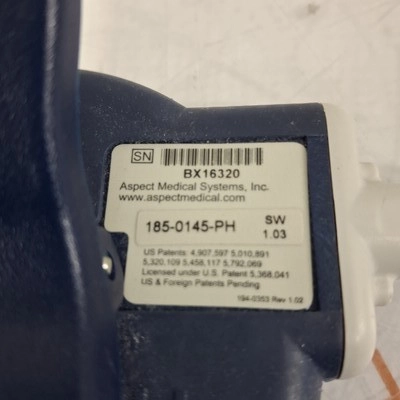 SN
BX16320
Aspect Medical Systems, Inc.
www.aspectmedical.com
185-0145-PH
SW
1.03
US Patents: 4,907,597 5,010,891
5,320,109 5,458,117 5,792,069
Licensed under U.S. Patent 5,368,041
US & Foreign Patents Pending
194-0353 Rev 1.02